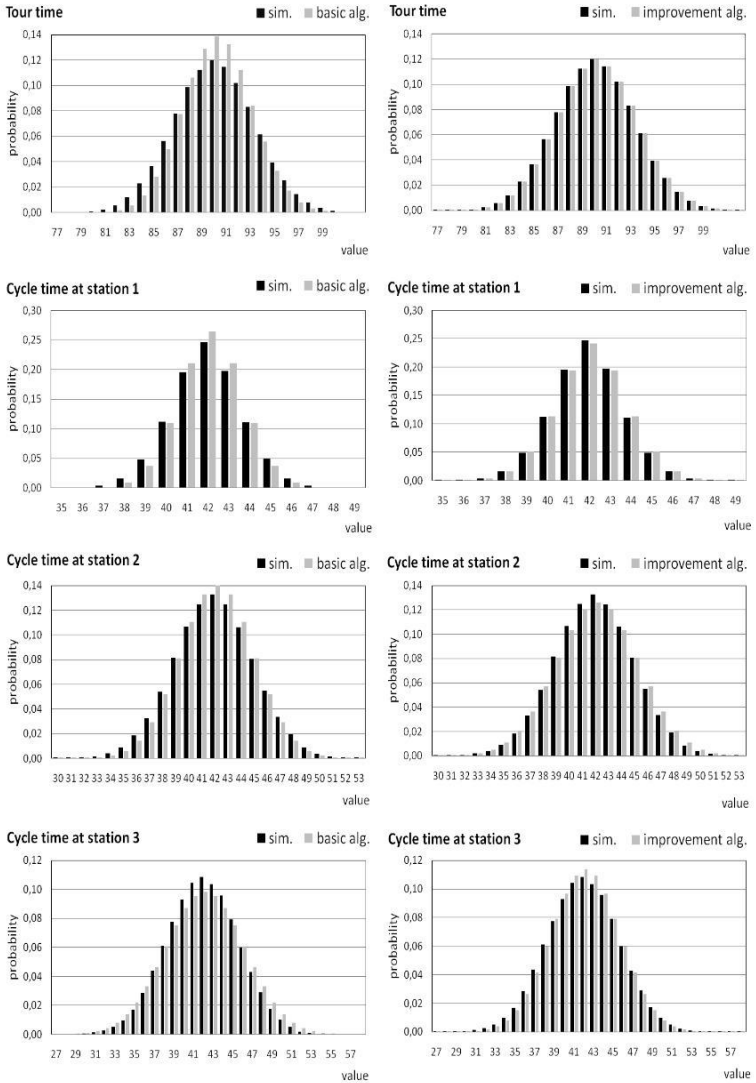 Tour time ■ sim. ■ basic alg.
0,14
0,12
0,10
0,08
0,06
0,04
0,02
0,00
probability
77 79 81 83 85 87 89 91 93 95 97 99
value
Tour time ■ sim. ■ improvement alg.
0,14
0,12
0,10
0,08
0,06
0,04
0,02
0,00
probability
77 79 81 83 85 87 89 91 93 95 97 99
value
Cycle time at station 1 ■ sim. ■ basic alg.
0,30
0,25
0,20
0,15
0,10
0,05
0,00
probability
35 36 37 38 39 40 41 42 43 44 45 46 47 48 49
value
Cycle time at station 1 ■ sim. ■ improvement alg.
0,30
0,25
0,20
0,15
0,10
0,05
0,00
probability
35 36 37 38 39 40 41 42 43 44 45 46 47 48 49
value
Cycle time at station 2 ■ sim. ■ basic alg.
0,14
0,12
0,10
0,08
0,06
0,04
0,02
0,00
probability
30 31 32 33 34 35 36 37 38 39 40 41 42 43 44 45 46 47 48 49 50 51 52 53
value
Cycle time at station 2 ■ sim. ■ improvement alg.
0,14
0,12
0,10
0,08
0,06
0,04
0,02
0,00
probability
30 31 32 33 34 35 36 37 38 39 40 41 42 43 44 45 46 47 48 49 50 51 52 53
value
Cycle time at station 3 ■ sim. ■ basic alg.
0,12
0,10
0,08
0,06
0,04
0,02
0,00
probability
27 29 31 33 35 37 39 41 43 45 47 49 51 53 55 57
value
Cycle time at station 3 ■ sim. ■ improvement alg.
0,12
0,10
0,08
0,06
0,04
0,02
0,00
probability
27 29 31 33 35 37 39 41 43 45 47 49 51 53 55 57
value